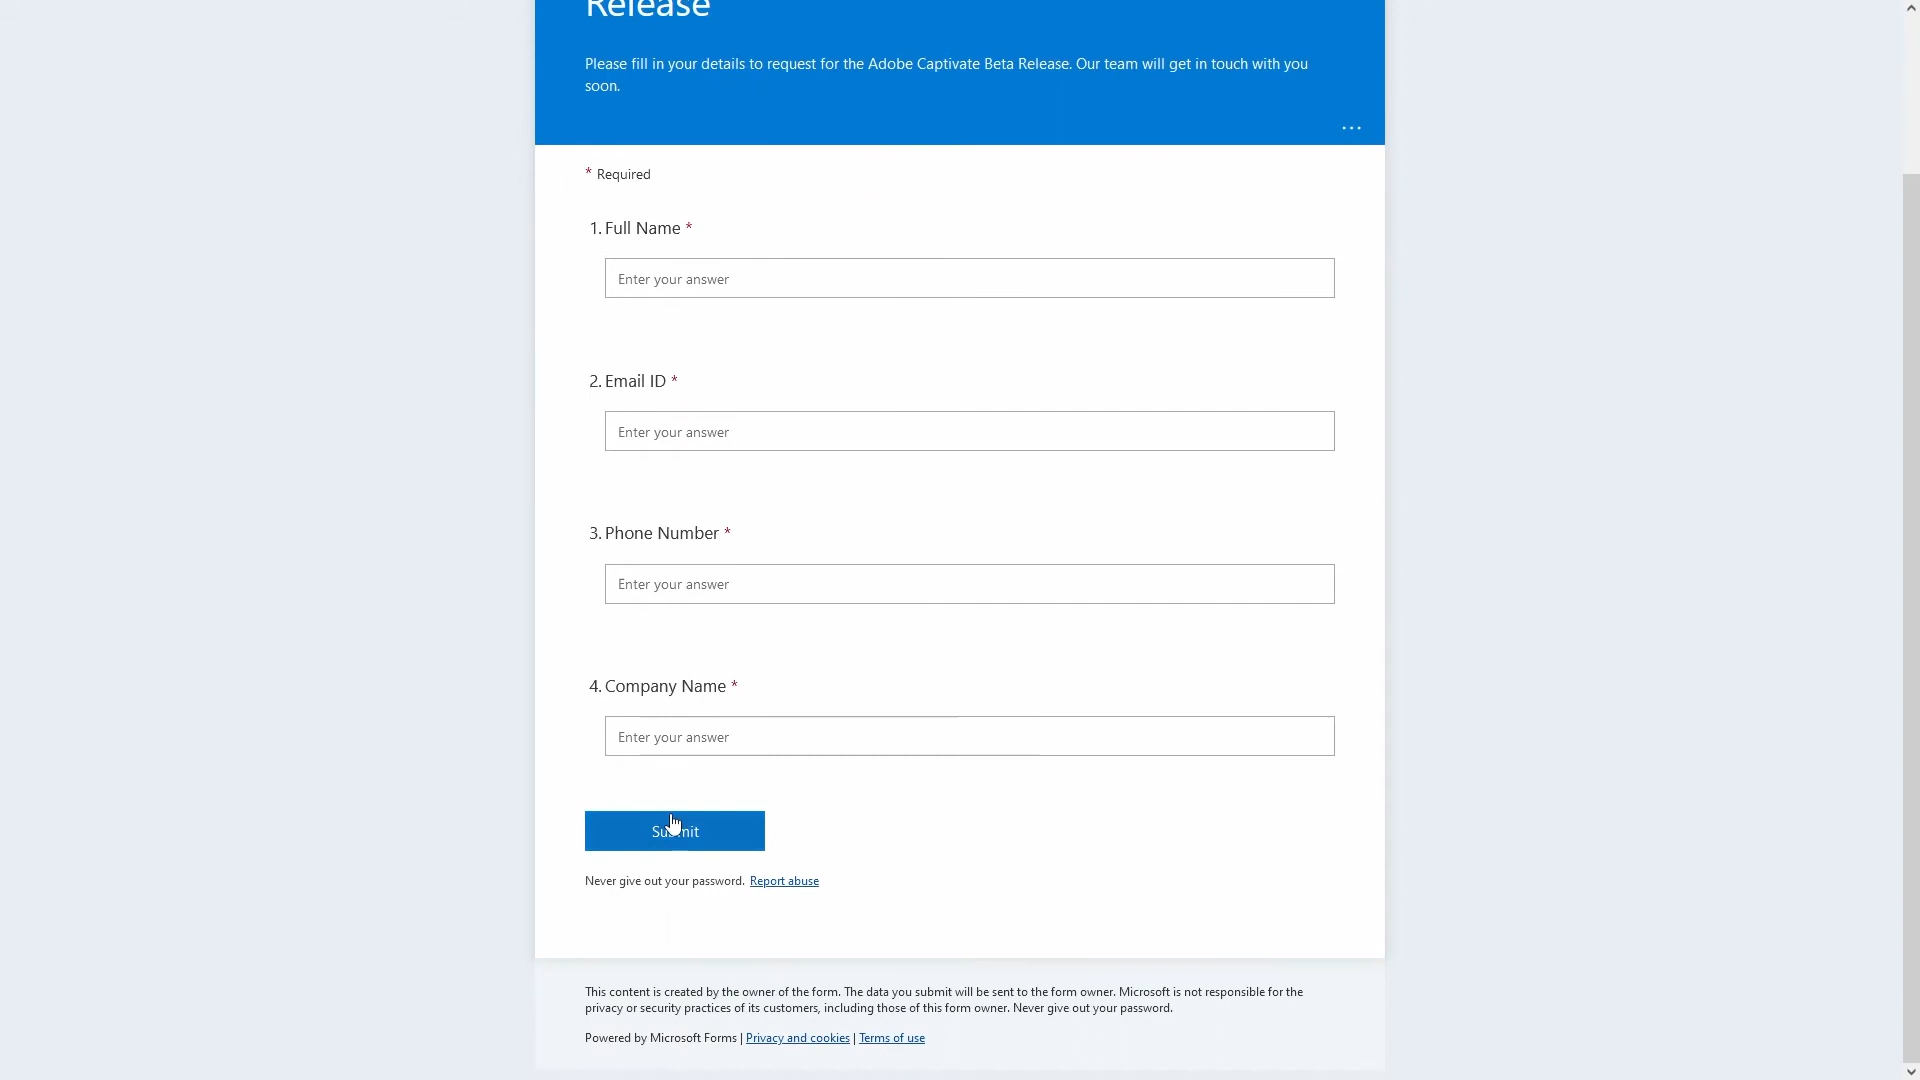 Release
Please fill in your details to request for the Adobe Captivate Beta Release. Our team will get in touch with you
soon.
...
* Required
1. Full Name *
Enter your answer
2. Email ID *
Enter your answer
3. Phone Number *
Enter your answer
4. Company Name *
Enter your answer
Submit
Never give out your password. Report abuse
This content is created by the owner of the form. The data you submit will be sent to the form owner. Microsoft is not responsible for the
privacy or security practices of its customers, including those of this form owner. Never give out your password.
Powered by Microsoft Forms | Privacy and cookies | Terms of use